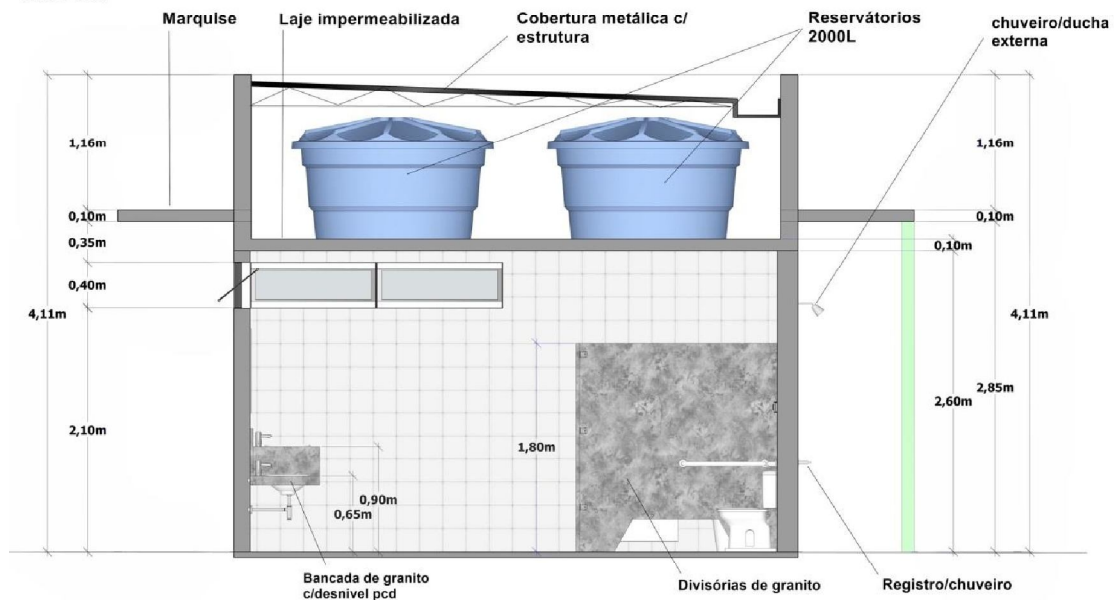 Marquise
Laje impermeabilizada
Cobertura metálica c/
estrutura
Reservátorios
2000L
chuveiro/ducha
externa
1,16m
0,10m
0,35m
0,40m
4,11m
2,10m
1,80m
0,90m
0,65m
1,16m
0,10m
0,10m
4,11m
2,85m
2,60m
Bancada de granito
c/desnivel pcd
Divisórias de granito
Registro/chuveiro